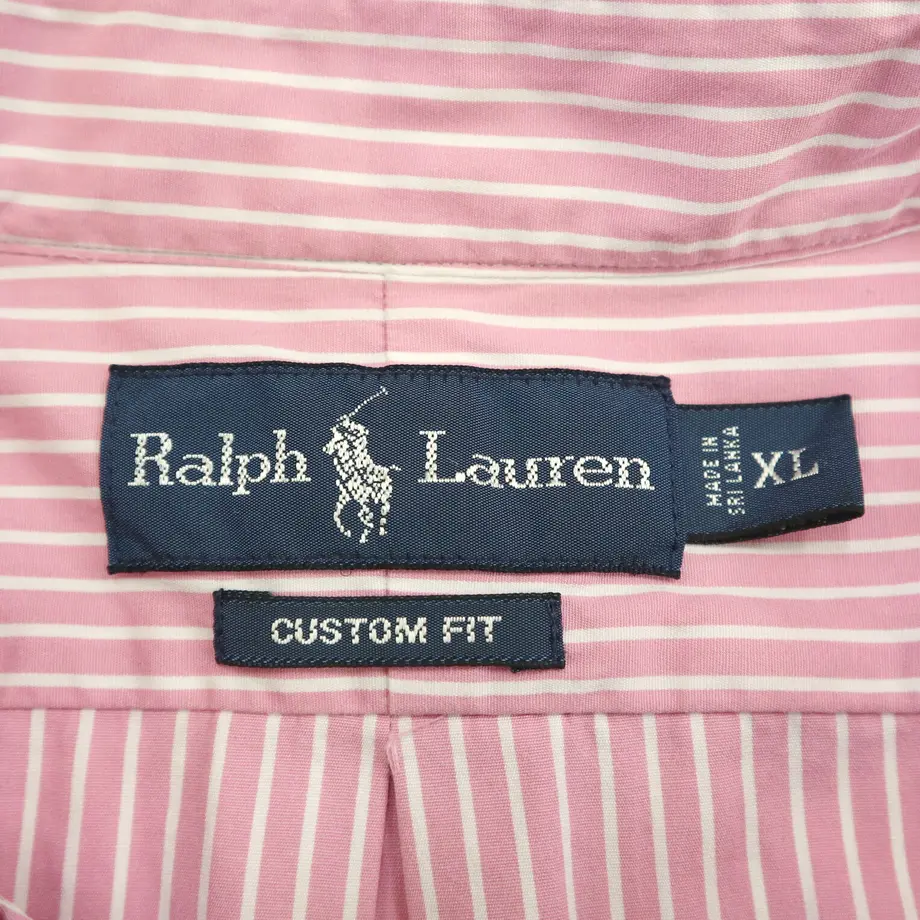 Ralph Lauren
MADE IN
SRI LANKA
XL
CUSTOM FIT